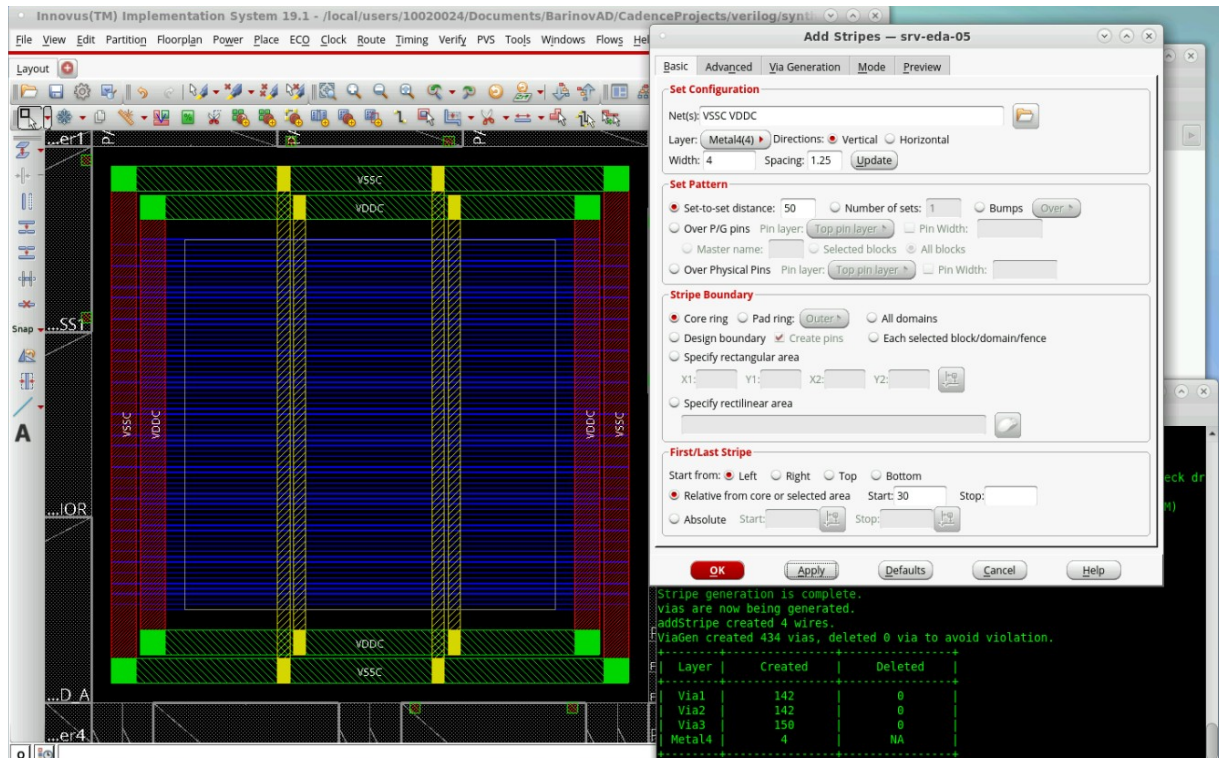 Innovus(TM) Implementation System 19.1 - /local/users/10020024/Documents/BarinovAD/CadenceProjects/verilog/synt
File View Edit Partition Floorplan Power Place ECO Clock Route Timing Verify PVS Tools Windows Flows Hel
Layout
...er1
VSSC
VDDC
Snap
...SS1
VSSC
VDDC
VDDC
VSSC
A
...IOR
VDDC
VSSC
...D_A
...er4
Add Stripes — srv-eda-05
Basic Advanced Via Generation Mode Preview
Set Configuration
Net(s): VSSC VDDC
Layer: Metal4(4) Directions: Vertical Horizontal
Width: 4 Spacing: 1.25 Update
Set Pattern
Set-to-set distance: 50 Number of sets: 1 Bumps Over
Over P/G pins Pin layer: Top pin layer Pin Width:
Master name: Selected blocks All blocks
Over Physical Pins Pin layer: Top pin layer Pin Width:
Stripe Boundary
Core ring Pad ring: Outer All domains
Design boundary Create pins Each selected block/domain/fence
Specify rectangular area
X1: Y1: X2: Y2:
Specify rectilinear area
First/Last Stripe
Start from: Left Right Top Bottom
Relative from core or selected area Start: 30 Stop:
Absolute Start: Stop:
OK Apply Defaults Cancel Help
eck dr
M)
Stripe generation is complete.
vias are now being generated.
addStripe created 4 wires.
ViaGen created 434 vias, deleted 0 via to avoid violation.
| Layer | Created | Deleted |
| Via1 | 142 | 0 |
| Via2 | 142 | 0 |
| Via3 | 150 | 0 |
| Metal4 | 4 | NA |